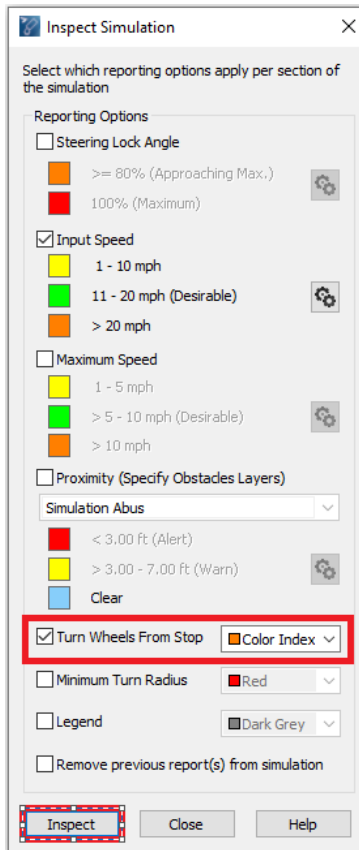 Inspect Simulation
Select which reporting options apply per section of
the simulation
Reporting Options
Steering Lock Angle
>= 80% (Approaching Max.)
100% (Maximum)
Input Speed
1 - 10 mph
11 - 20 mph (Desirable)
> 20 mph
Maximum Speed
1 - 5 mph
> 5 - 10 mph (Desirable)
> 10 mph
Proximity (Specify Obstacles Layers)
Simulation Abus
< 3.00 ft (Alert)
> 3.00 - 7.00 ft (Warn)
Clear
Turn Wheels From Stop Color Index
Minimum Turn Radius Red
Legend Dark Grey
Remove previous report(s) from simulation
Inspect Close Help